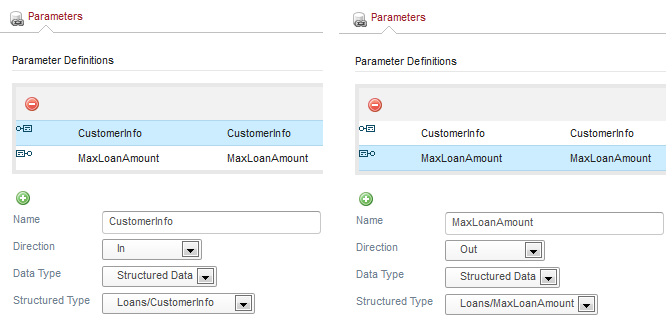 Parameters
Parameter Definitions
CustomerInfo CustomerInfo
MaxLoanAmount MaxLoanAmount
Name CustomerInfo
Direction In
Data Type Structured Data
Structured Type Loans/CustomerInfo
Parameters
Parameter Definitions
CustomerInfo CustomerInfo
MaxLoanAmount MaxLoanAmount
Name MaxLoanAmount
Direction Out
Data Type Structured Data
Structured Type Loans/MaxLoanAmount